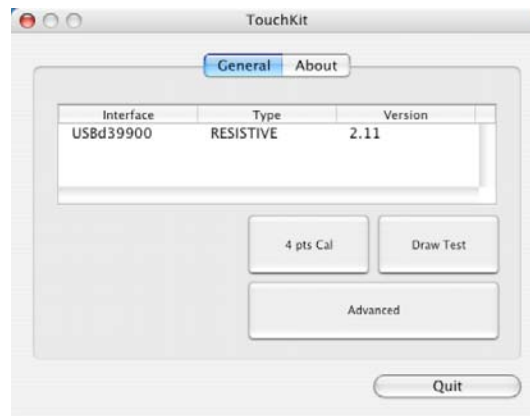 TouchKit
General About
Interface Type Version
USBd39900 RESISTIVE 2.11
4 pts Cal Draw Test
Advanced
Quit